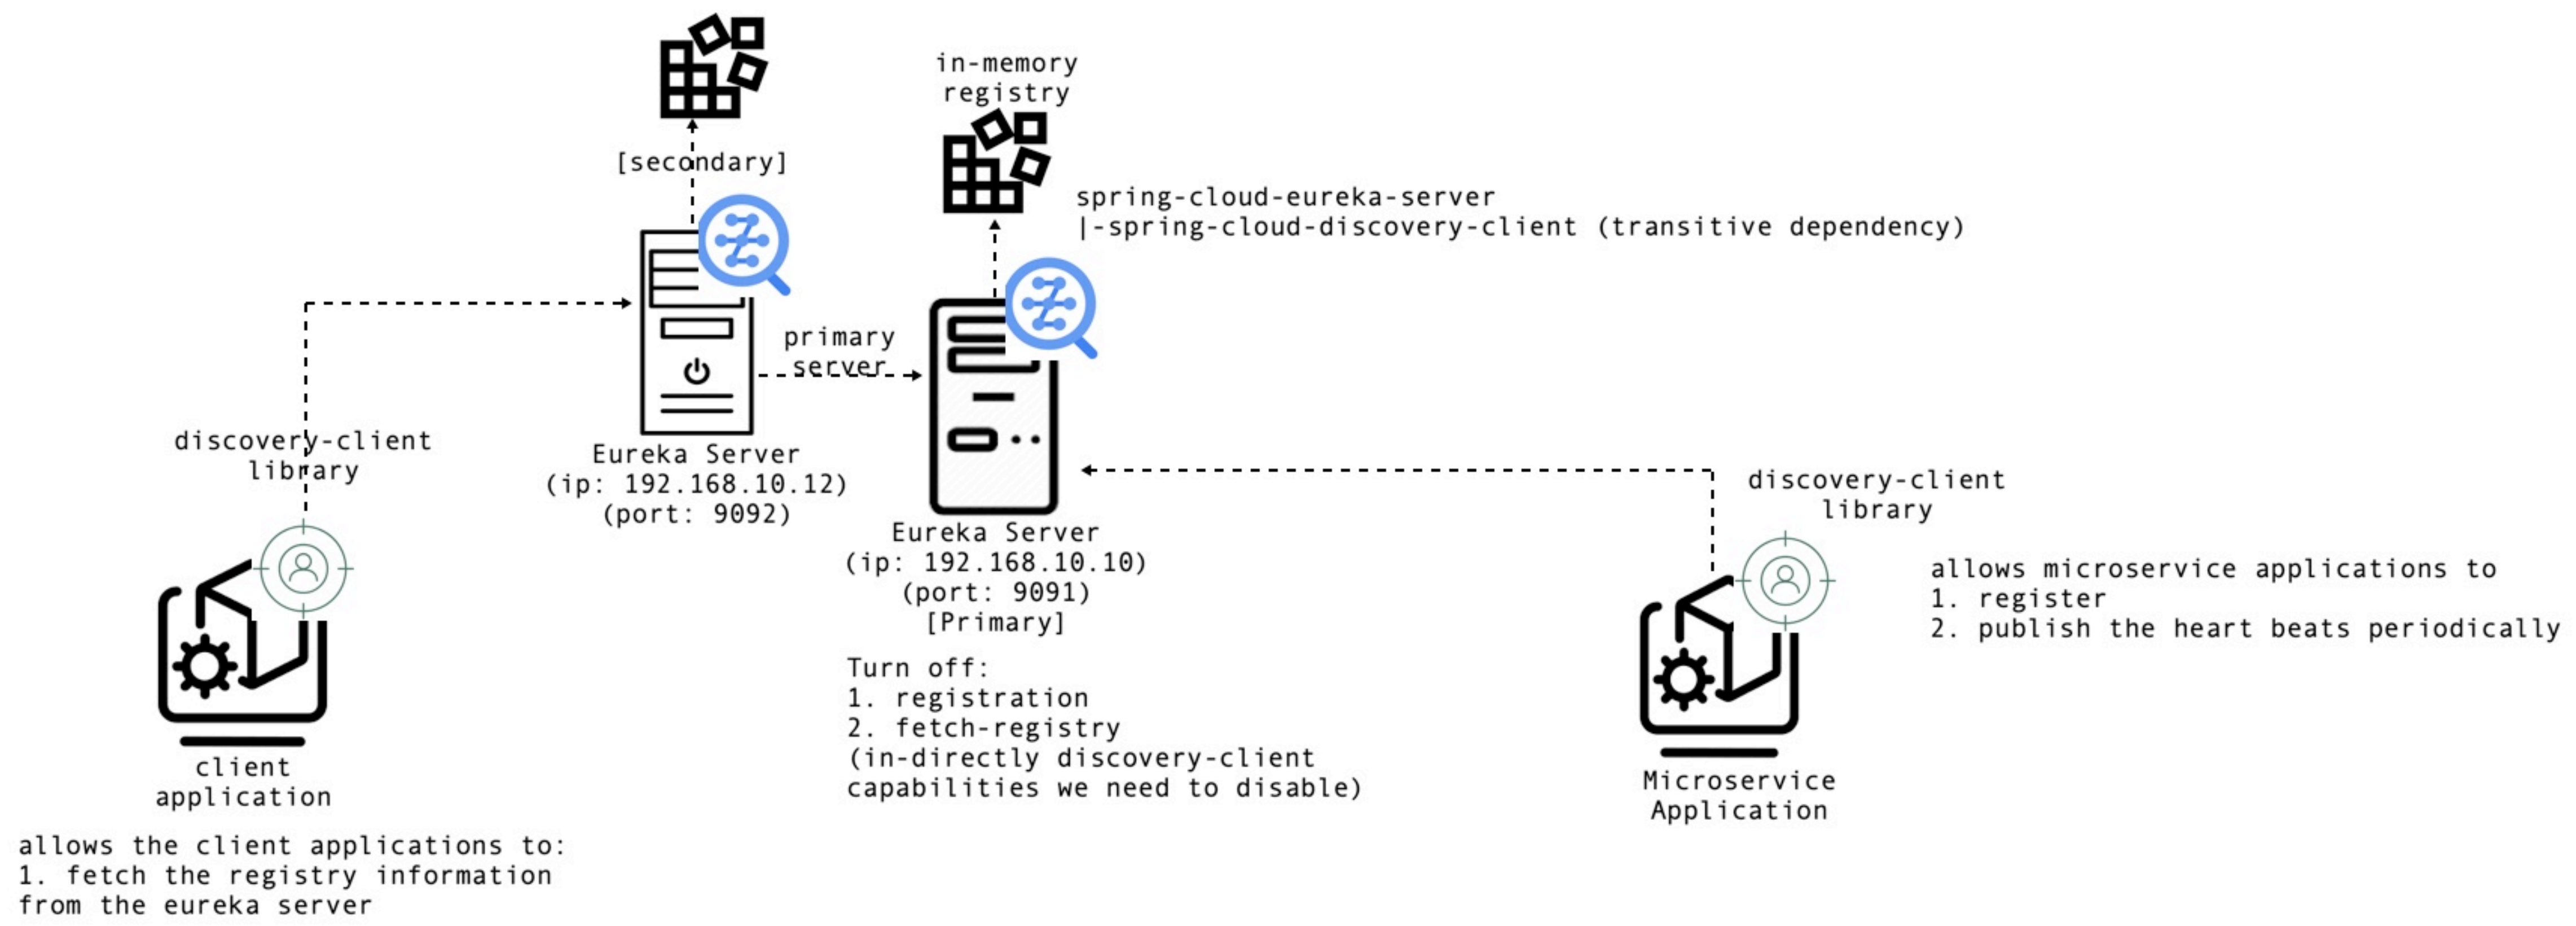 in-memory
registry
[secondary]
spring-cloud-eureka-server
|-spring-cloud-discovery-client (transitive dependency)
primary
server
discovery-client
library
Eureka Server
(ip: 192.168.10.12)
(port: 9092)
Eureka Server
(ip: 192.168.10.10)
(port: 9091)
[Primary]
Turn off:
1. registration
2. fetch-registry
(in-directly discovery-client
capabilities we need to disable)
discovery-client
library
allows microservice applications to
1. register
2. publish the heart beats periodically
client
application
Microservice
Application
allows the client applications to:
1. fetch the registry information
from the eureka server